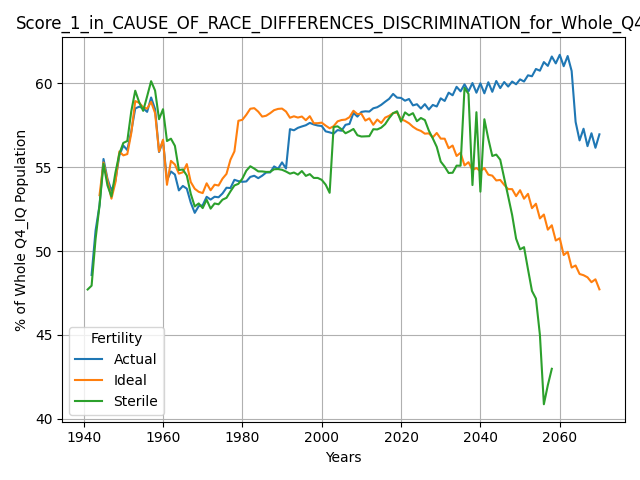 Score_1_in_CAUSE_OF_RACE_DIFFERENCES_DISCRIMINATION_for_Whole_Q4
% of Whole Q4_IQ Population
60
55
50
45
40
Fertility
Actual
Ideal
Sterile
1940 1960 1980 2000 2020 2040 2060
Years